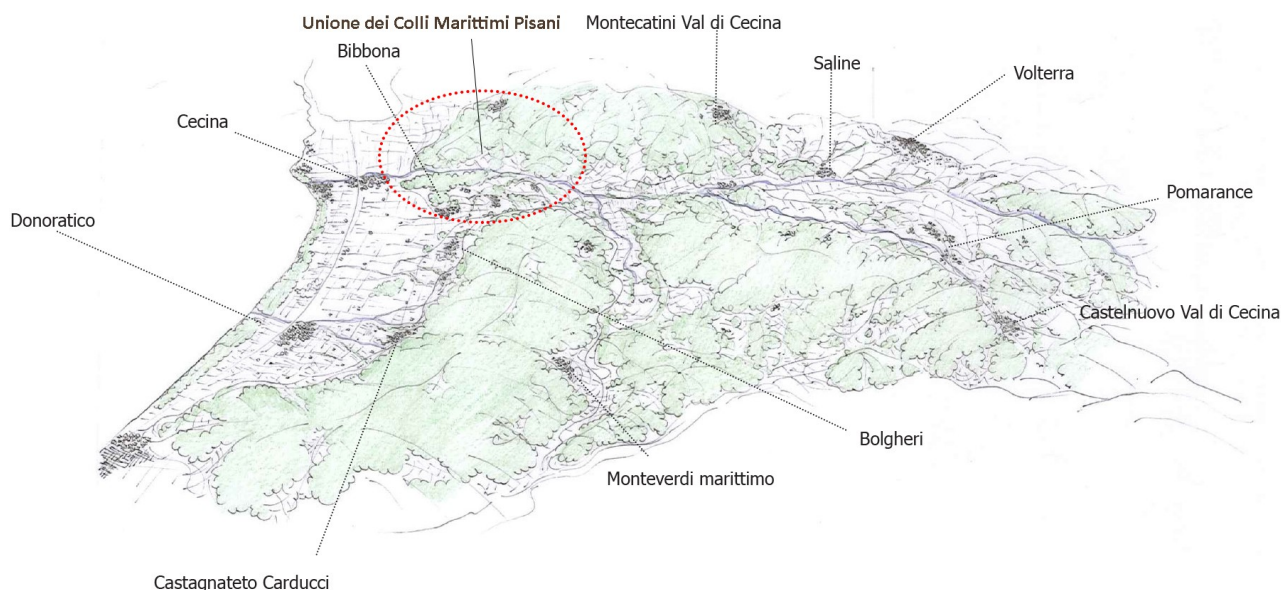 Unione dei Colli Marittimi Pisani
Montecatini Val di Cecina
Bibbona
Saline
Volterra
Cecina
Pomarance
Donoratico
Castelnuovo Val di Cecina
Bolgheri
Monteverdi marittimo
Castagnateto Carducci